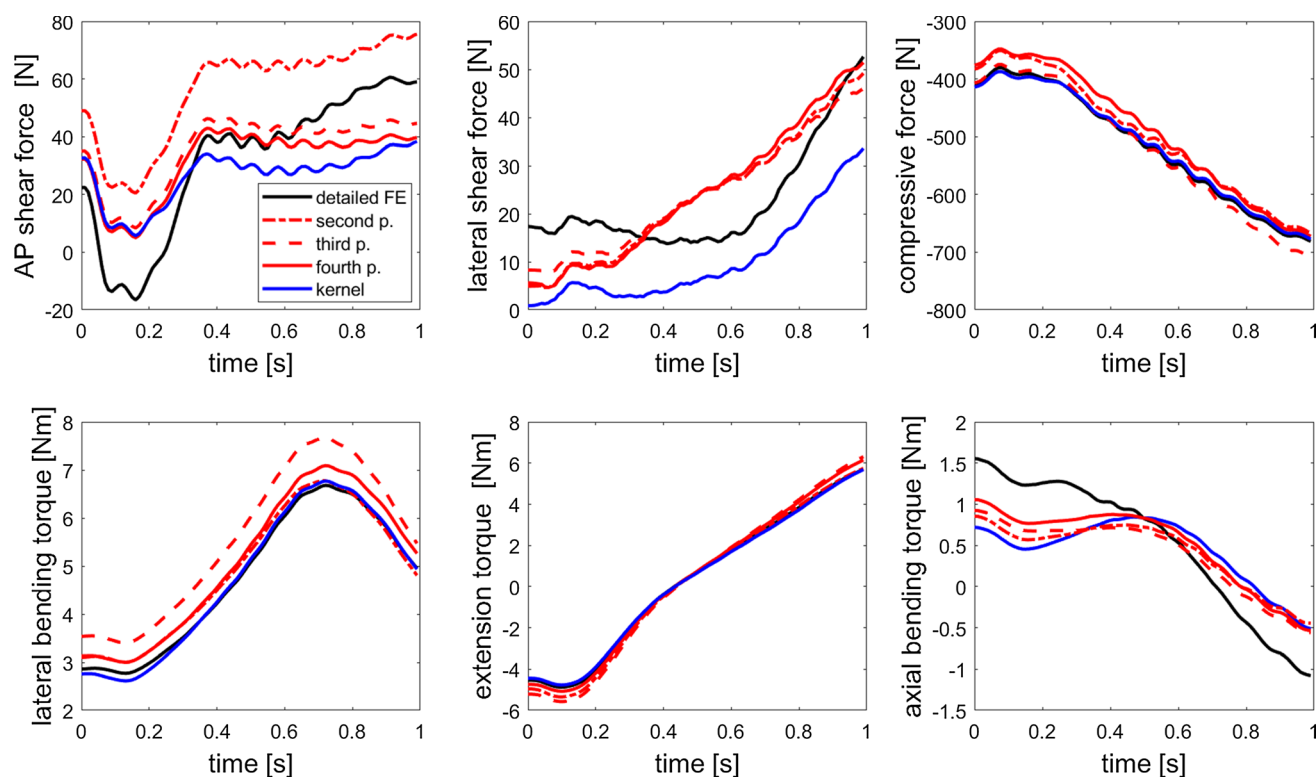 80
60
40
20
0
-20
0 0.2 0.4 0.6 0.8 1
AP shear force [N]
time [s]
detailed FE
second p.
third p.
fourth p.
kernel
60
50
40
30
20
10
0
0 0.2 0.4 0.6 0.8 1
lateral shear force [N]
time [s]
-300
-400
-500
-600
-700
-800
0 0.2 0.4 0.6 0.8 1
compressive force [N]
time [s]
8
7
6
5
4
3
2
0 0.2 0.4 0.6 0.8 1
lateral bending torque [Nm]
time [s]
8
6
4
2
0
-2
-4
-6
0 0.2 0.4 0.6 0.8 1
extension torque [Nm]
time [s]
2
1.5
1
0.5
0
-0.5
-1
-1.5
0 0.2 0.4 0.6 0.8 1
axial bending torque [Nm]
time [s]